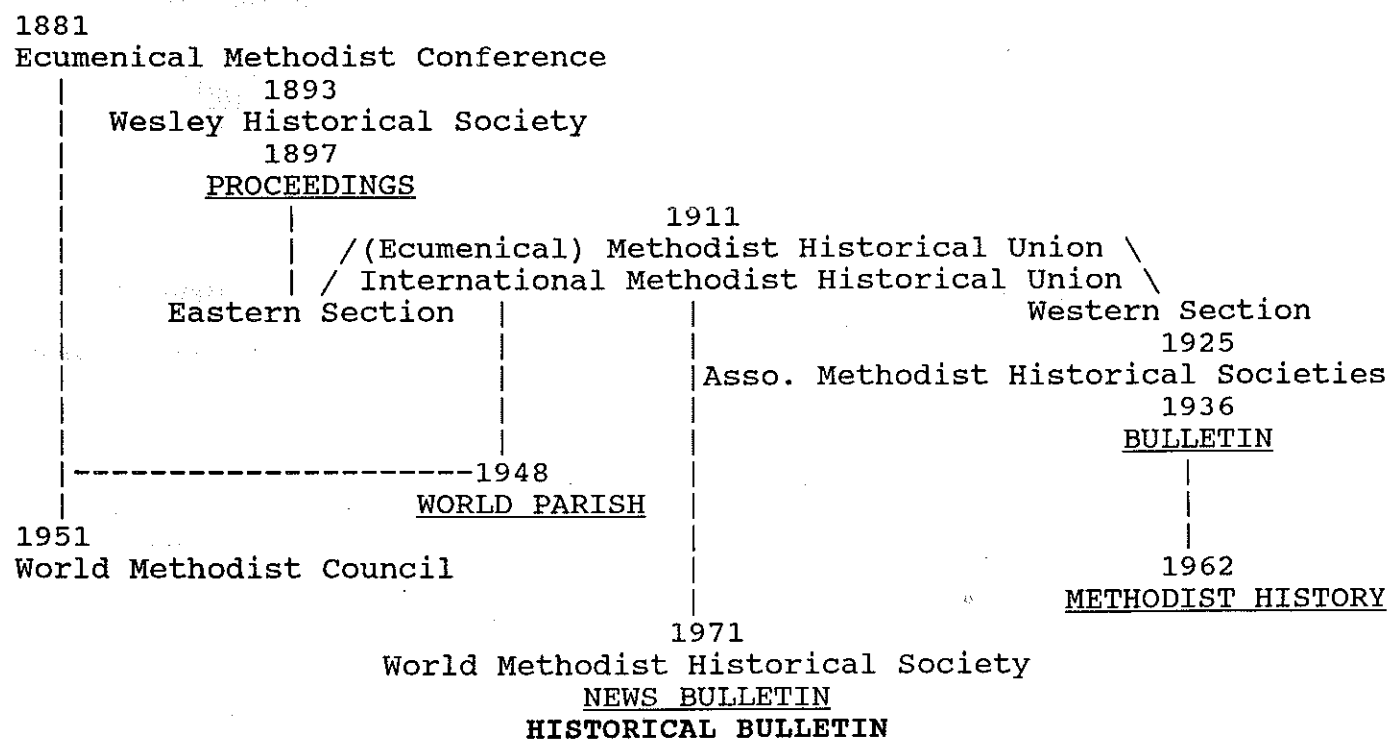 1881
Ecumenical Methodist Conference
1893
Wesley Historical Society
1897
PROCEEDINGS
1911
/(Ecumenical) Methodist Historical Union \
/ International Methodist Historical Union \
Eastern Section Western Section
1925
Asso. Methodist Historical Societies
1936
BULLETIN
1948
WORLD PARISH
1951
World Methodist Council
1962
METHODIST HISTORY
1971
World Methodist Historical Society
NEWS BULLETIN
HISTORICAL BULLETIN